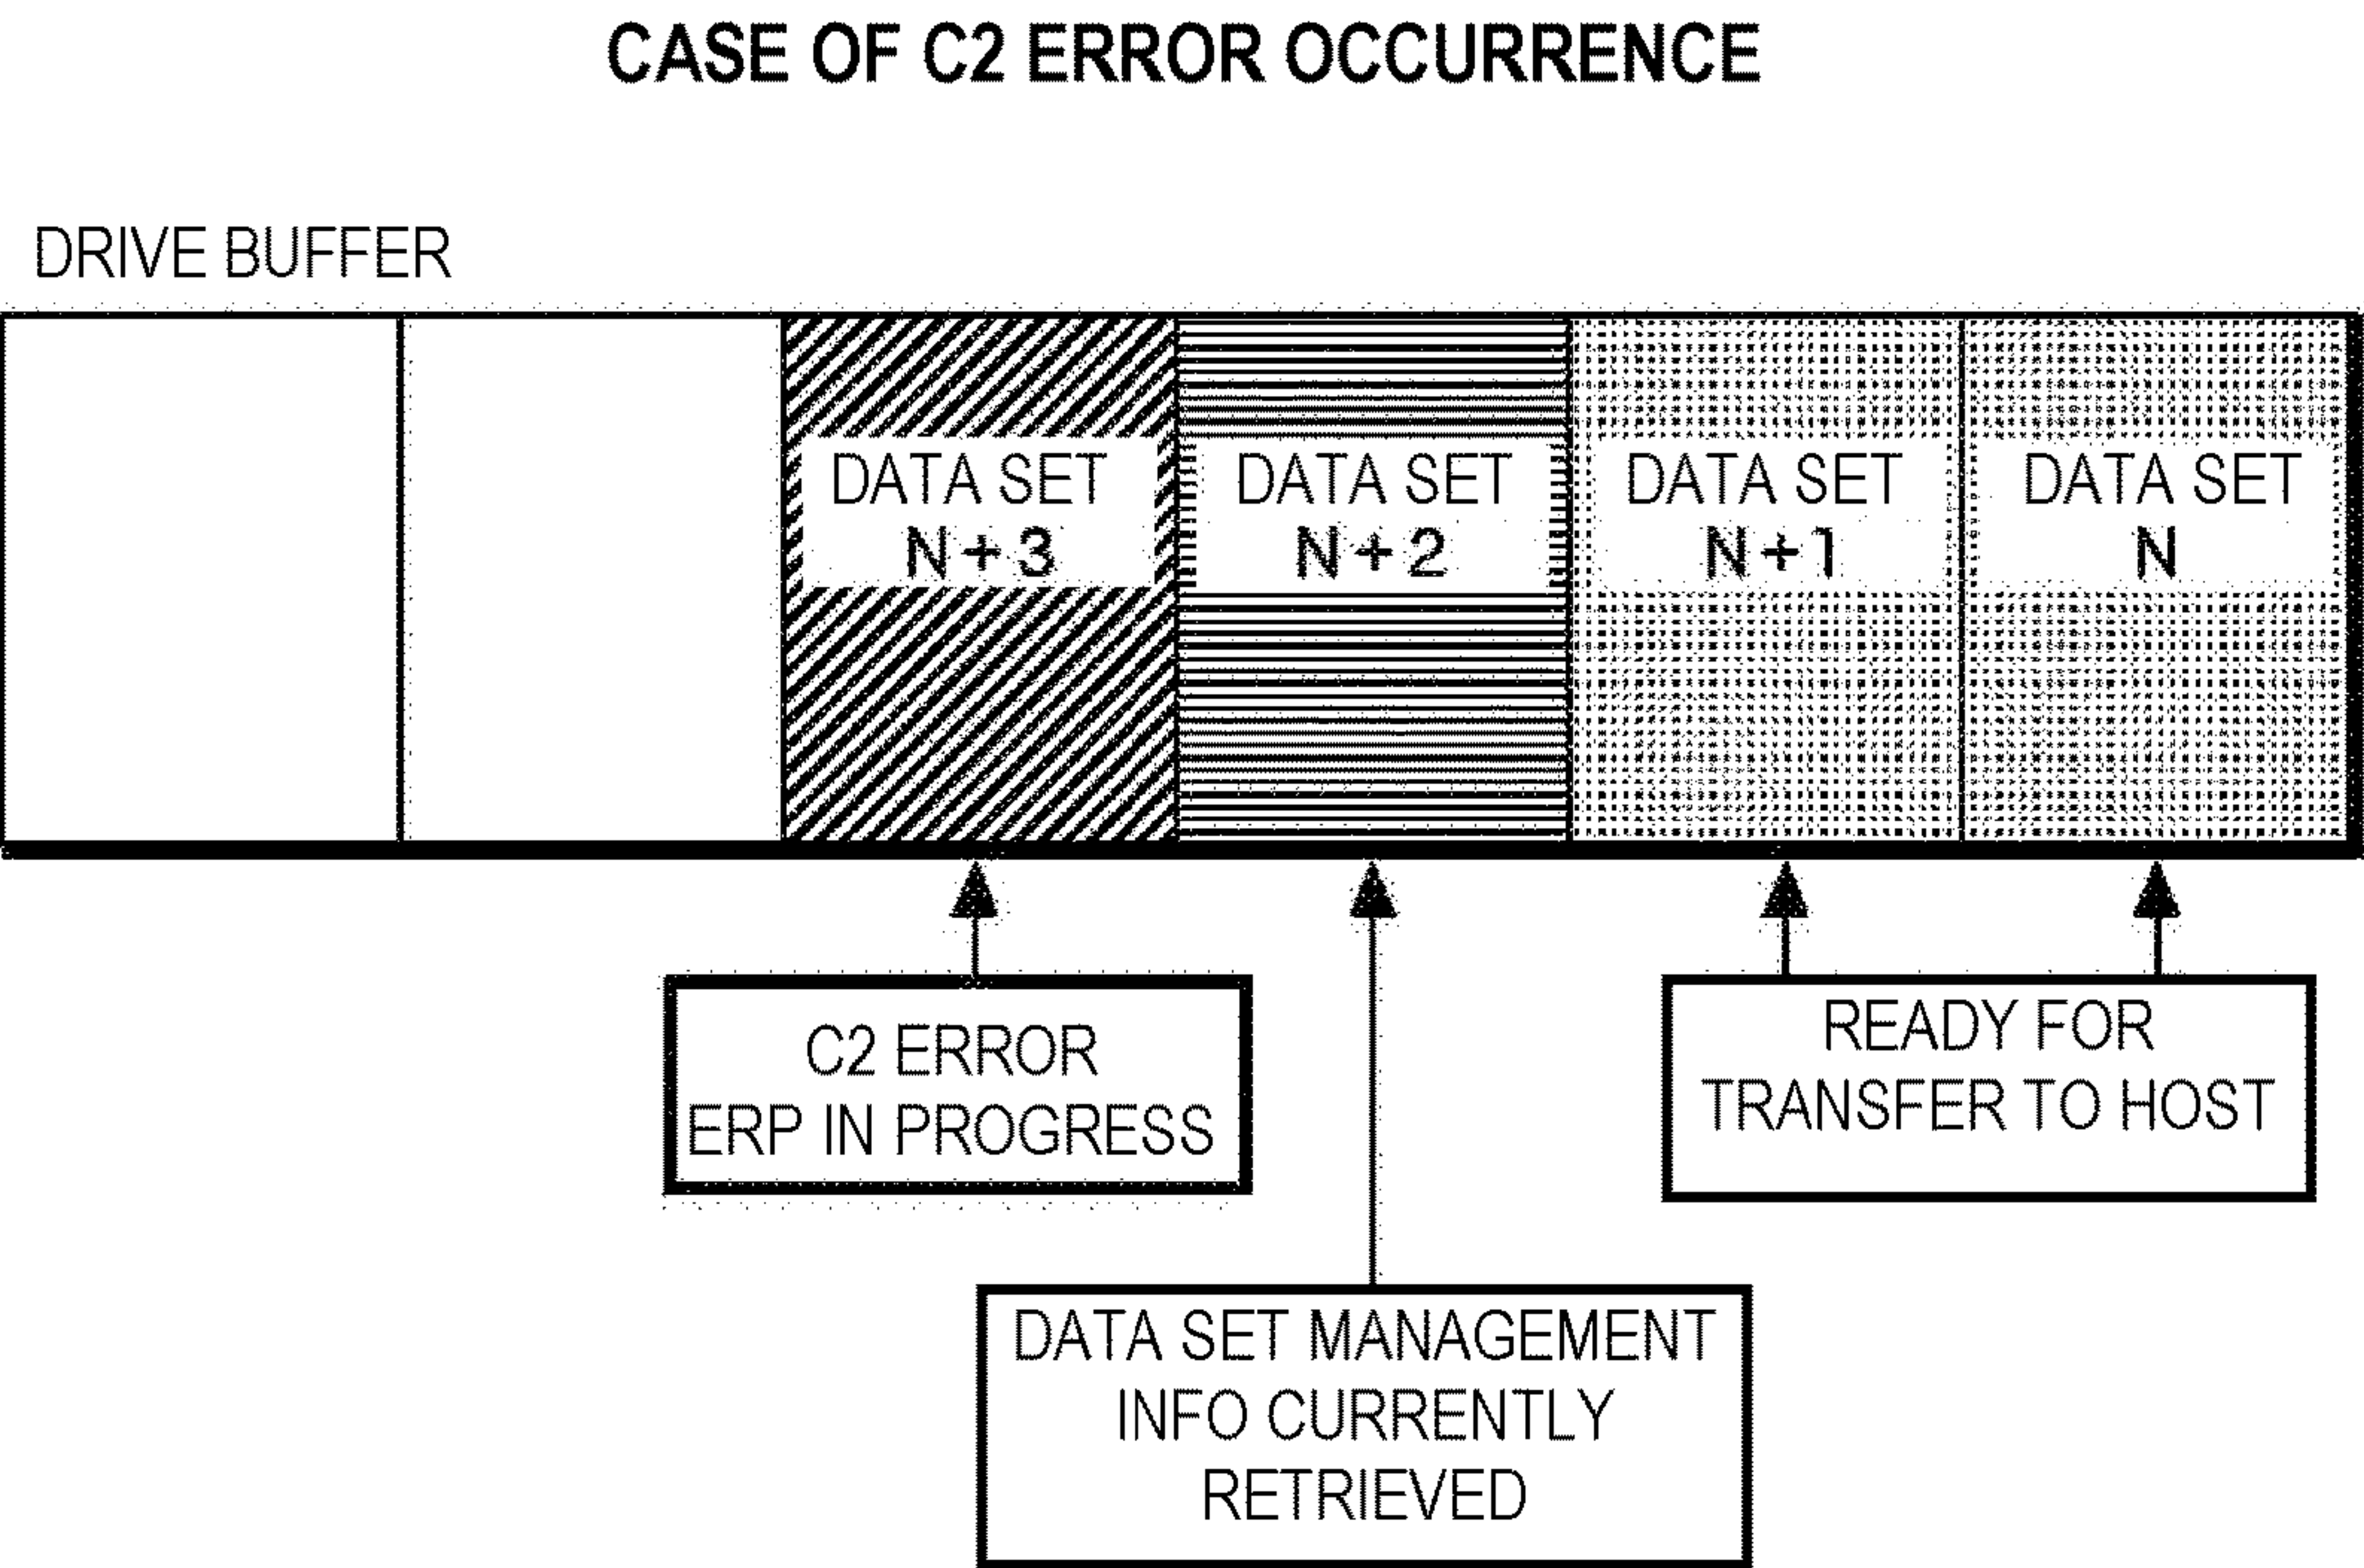 CASE OF C2 ERROR OCCURRENCE
DRIVE BUFFER
DATA SET
N+3
DATA SET
N+2
DATA SET
N+1
DATA SET
N
C2 ERROR
ERP IN PROGRESS
READY FOR
TRANSFER TO HOST
DATA SET MANAGEMENT
INFO CURRENTLY
RETRIEVED